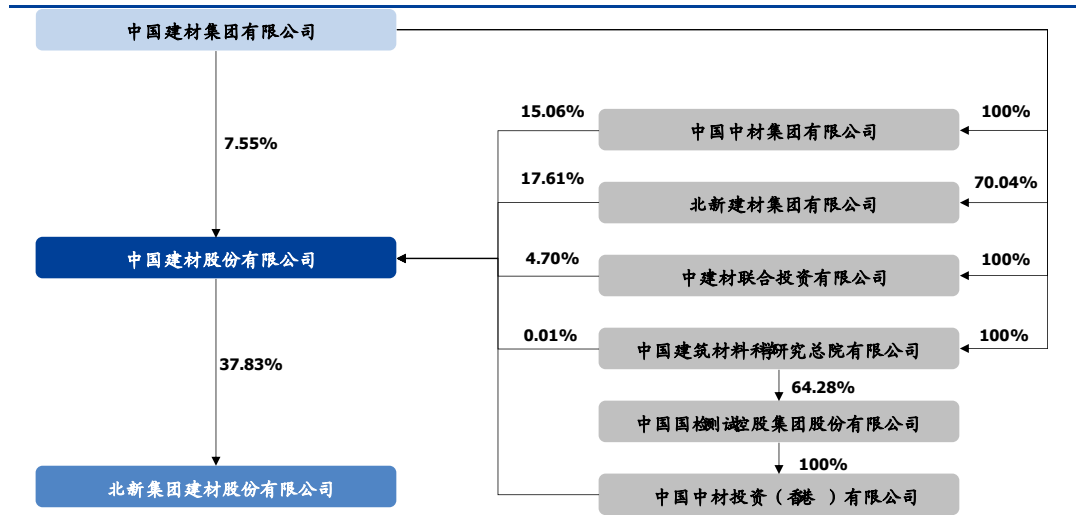 中国建材集团有限公司
15.06%
100%
中国中材集团有限公司
7.55%
17.61%
70.04%
北新建材集团有限公司
中国建材股份有限公司
4.70%
100%
中建材联合投资有限公司
0.01%
100%
中国建筑材料科学研究总院有限公司
37.83%
64.28%
中国国检测试控股集团股份有限公司
100%
北新集团建材股份有限公司
中国中材投资（香港）有限公司